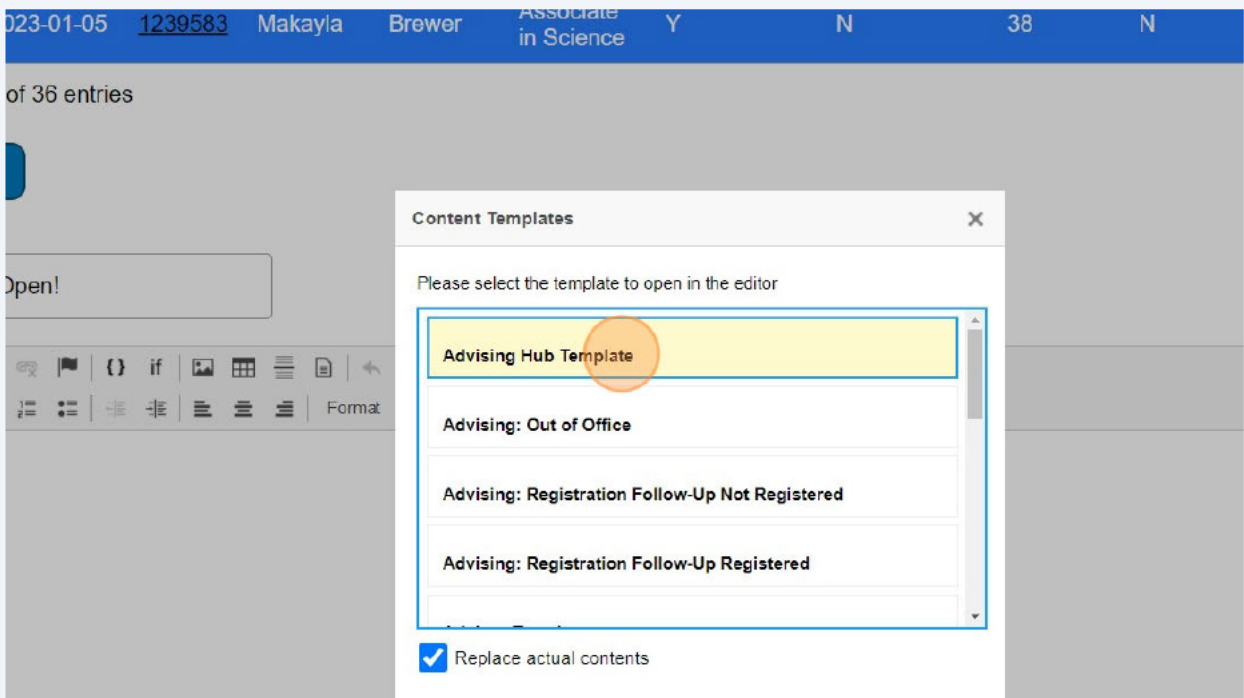 023-01-05 1239583 Makayla Brewer Associate in Science Y N 38 N
of 36 entries
Content Templates
Open!
Please select the template to open in the editor
Advising Hub Template
{} if
Format
Advising: Out of Office
Advising: Registration Follow-Up Not Registered
Advising: Registration Follow-Up Registered
Replace actual contents